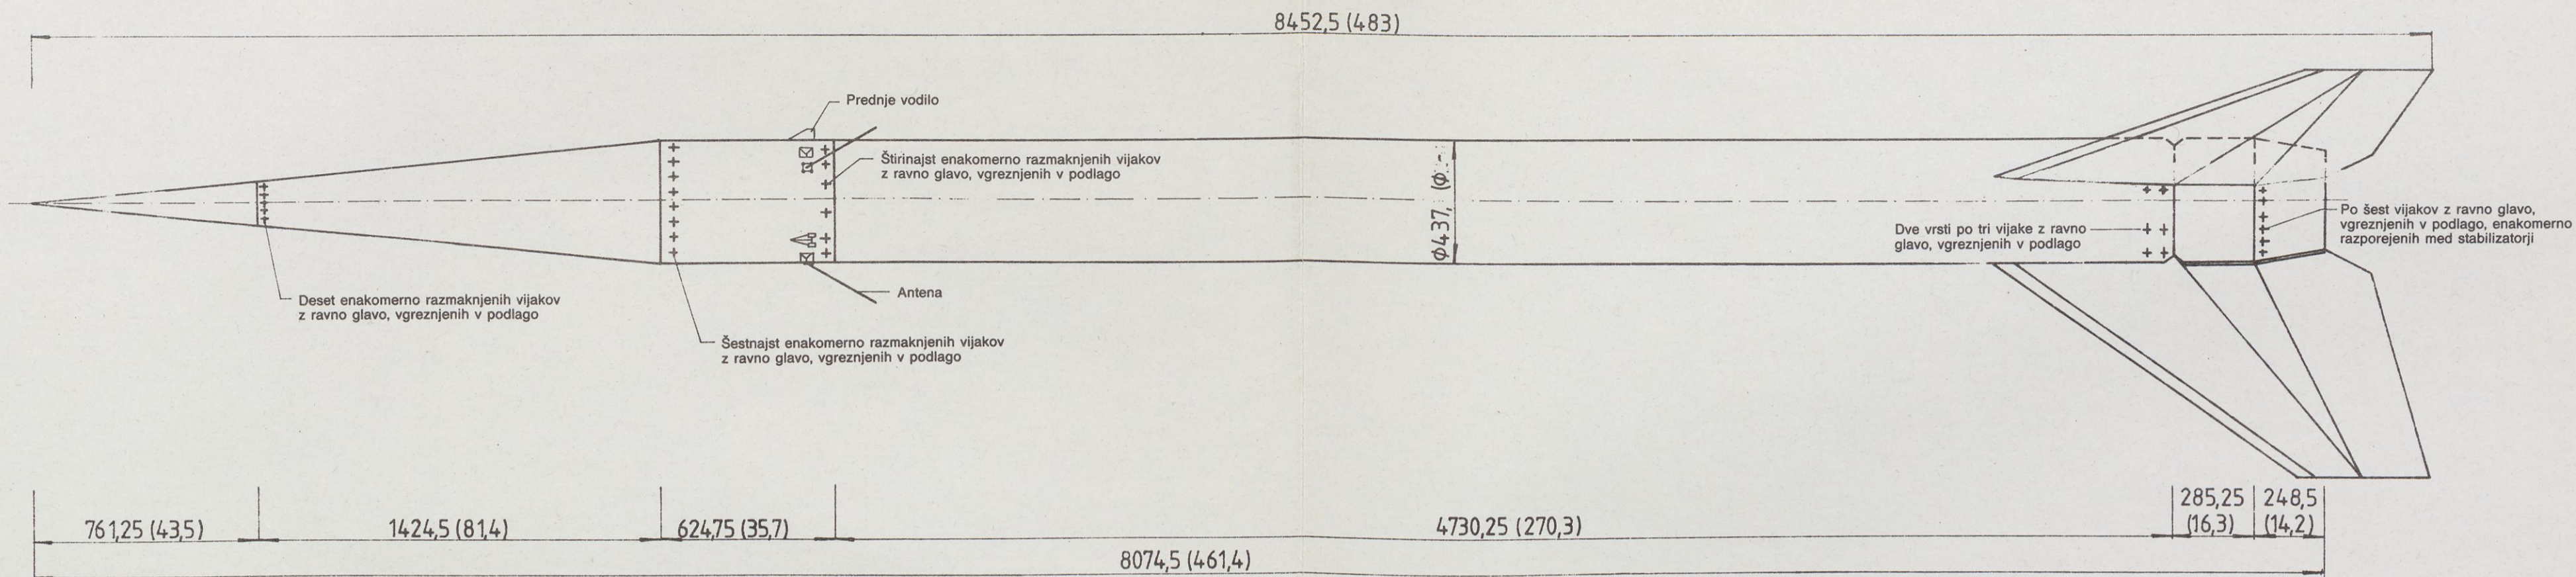 8452,5 (483)
Prednje vodilo
Štirinajst enakomerno razmaknjenih vijakov
z ravno glavo, vgreznjenih v podlago
Φ437, (Φ
Po šest vijakov z ravno glavo,
vgreznjenih v podlago, enakomerno
razporejenih med stabilizatorji
Dve vrsti po tri vijake z ravno
glavo, vgreznjenih v podlago
Deset enakomerno razmaknjenih vijakov
z ravno glavo, vgreznjenih v podlago
Antena
Šestnajst enakomerno razmaknjenih vijakov
z ravno glavo, vgreznjenih v podlago
761,25 (43,5)
1424,5 (81,4)
624,75 (35,7)
4730,25 (270,3)
285,25
(16,3)
248,5
(14,2)
8074,5 (461,4)